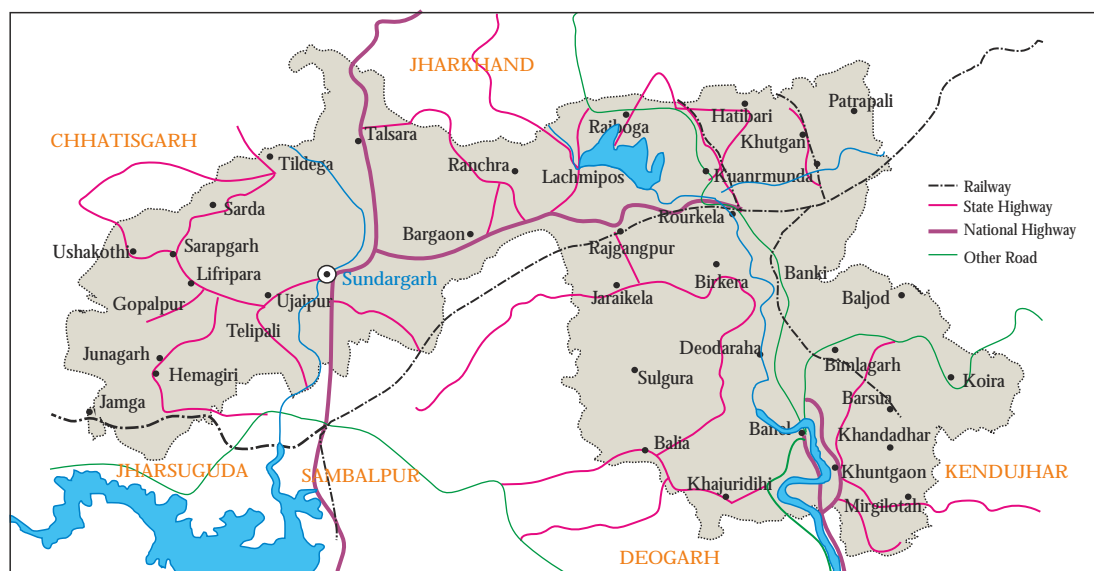 JHARKHAND
Patrapali
Hatibari
Raiboga
Talsara
Khutgan
CHHATISGARH
Tildega
Ranchra
Lachmipos
Kuanrmunda
Railway
Sarda
State Highway
Rourkela
National Highway
Bargaon
Ushakothi
Sarapgarh
Rajgangpur
Other Road
Lifripara
Sundargarh
Birkera
Banki
Gopalpur
Ujaipur
Jaraikela
Baljod
Telipali
Junagarh
Deodaraha
Bimlagarh
Hemagiri
Sulgura
Koira
Jamga
Barsua
Balia
Khandadhar
JHARSUGUDA
SAMBALPUR
Khuntgaon
KENDUJHAR
Khajuridihi
Mirgilotah
DEOGARH